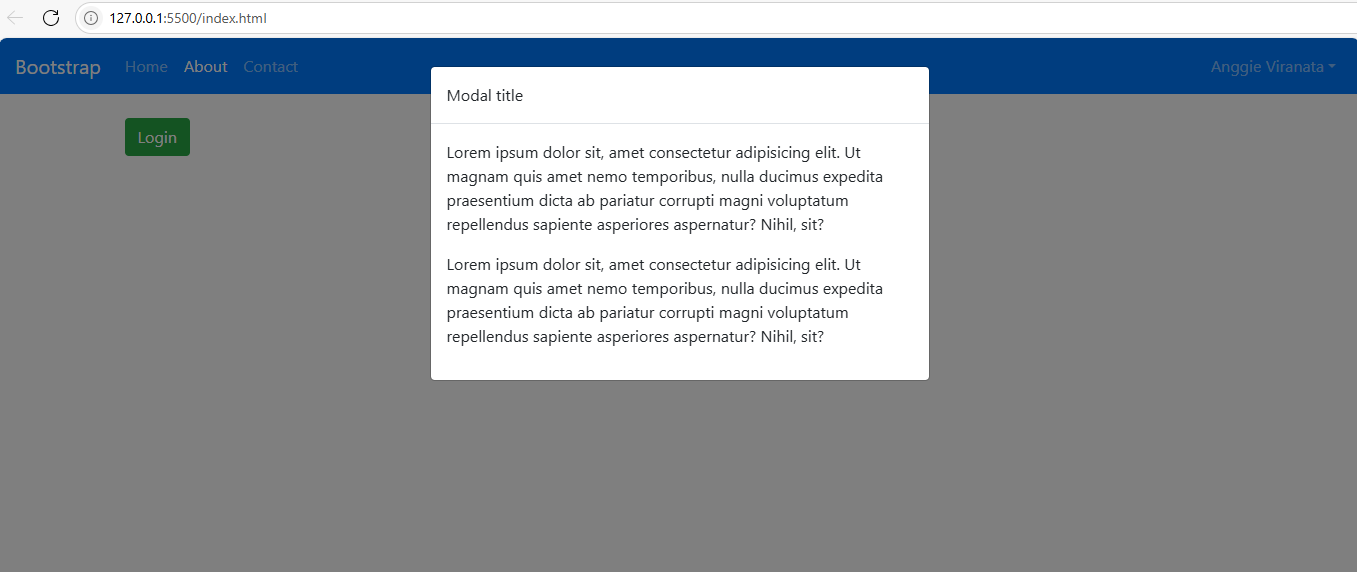 127.0.0.1:5500/index.html
Bootstrap Home About Contact Anggie Viranata
Modal title
Login
Lorem ipsum dolor sit, amet consectetur adipisicing elit. Ut
magnam quis amet nemo temporibus, nulla ducimus expedita
praesentium dicta ab pariatur corrupti magni voluptatum
repellendus sapiente asperiores aspernatur? Nihil, sit?
Lorem ipsum dolor sit, amet consectetur adipisicing elit. Ut
magnam quis amet nemo temporibus, nulla ducimus expedita
praesentium dicta ab pariatur corrupti magni voluptatum
repellendus sapiente asperiores aspernatur? Nihil, sit?